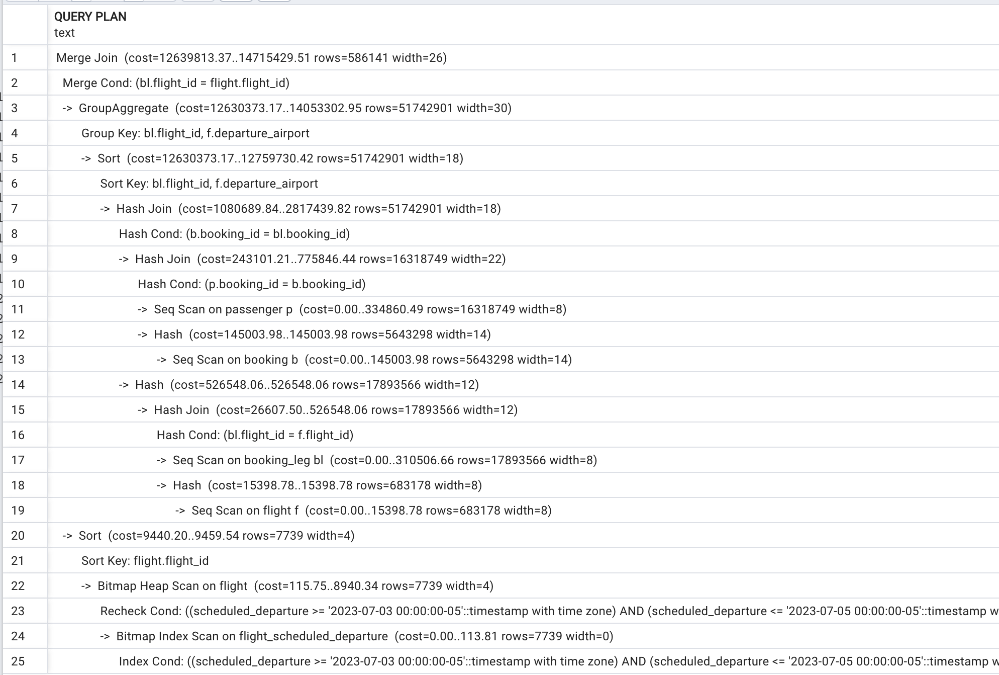 QUERY PLAN
text
1 Merge Join (cost=12639813.37..14715429.51 rows=586141 width=26)
2 Merge Cond: (bl.flight_id = flight.flight_id)
3 -> GroupAggregate (cost=12630373.17..14053302.95 rows=51742901 width=30)
4 Group Key: bl.flight_id, f.departure_airport
5 -> Sort (cost=12630373.17..12759730.42 rows=51742901 width=18)
6 Sort Key: bl.flight_id, f.departure_airport
7 -> Hash Join (cost=1080689.84..2817439.82 rows=51742901 width=18)
8 Hash Cond: (b.booking_id = bl.booking_id)
9 -> Hash Join (cost=243101.21..775846.44 rows=16318749 width=22)
10 Hash Cond: (p.booking_id = b.booking_id)
11 -> Seq Scan on passenger p (cost=0.00..334860.49 rows=16318749 width=8)
12 -> Hash (cost=145003.98..145003.98 rows=5643298 width=14)
13 -> Seq Scan on booking b (cost=0.00..145003.98 rows=5643298 width=14)
14 -> Hash (cost=526548.06..526548.06 rows=17893566 width=12)
15 -> Hash Join (cost=26607.50..526548.06 rows=17893566 width=12)
16 Hash Cond: (bl.flight_id = f.flight_id)
17 -> Seq Scan on booking_leg bl (cost=0.00..310506.66 rows=17893566 width=8)
18 -> Hash (cost=15398.78..15398.78 rows=683178 width=8)
19 -> Seq Scan on flight f (cost=0.00..15398.78 rows=683178 width=8)
20 -> Sort (cost=9440.20..9459.54 rows=7739 width=4)
21 Sort Key: flight.flight_id
22 -> Bitmap Heap Scan on flight (cost=115.75..8940.34 rows=7739 width=4)
23 Recheck Cond: ((scheduled_departure >= '2023-07-03 00:00:00-05'::timestamp with time zone) AND (scheduled_departure <= '2023-07-05 00:00:00-05'::timestamp
24 -> Bitmap Index Scan on flight_scheduled_departure (cost=0.00..113.81 rows=7739 width=0)
25 Index Cond: ((scheduled_departure >= '2023-07-03 00:00:00-05'::timestamp with time zone) AND (scheduled_departure <= '2023-07-05 00:00:00-05'::timestamp